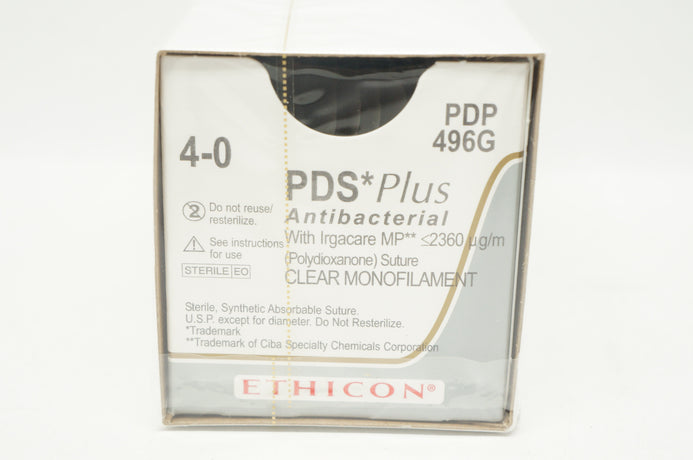 PDP
496G
4-0
PDS*Plus
Antibacterial
With Irgacare MP** ≤2360 µg/m
(Polydioxanone) Suture
CLEAR MONOFILAMENT
2 Do not reuse/
resterilize.
See instructions
for use
STERILE EO
Sterile, Synthetic Absorbable Suture.
U.S.P. except for diameter. Do Not Resterilize.
*Trademark
**Trademark of Ciba Specialty Chemicals Corporation
ETHICON®